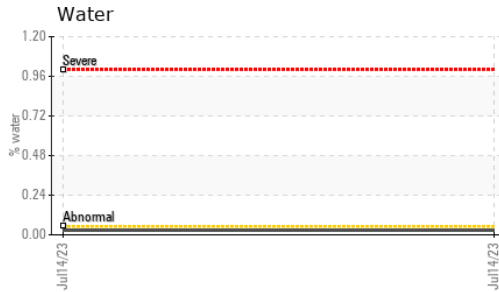 Water
1.20
Severe
0.96
0.72
% water
0.48
0.24
Abnormal
0.00
Jul14/23
Jul14/23